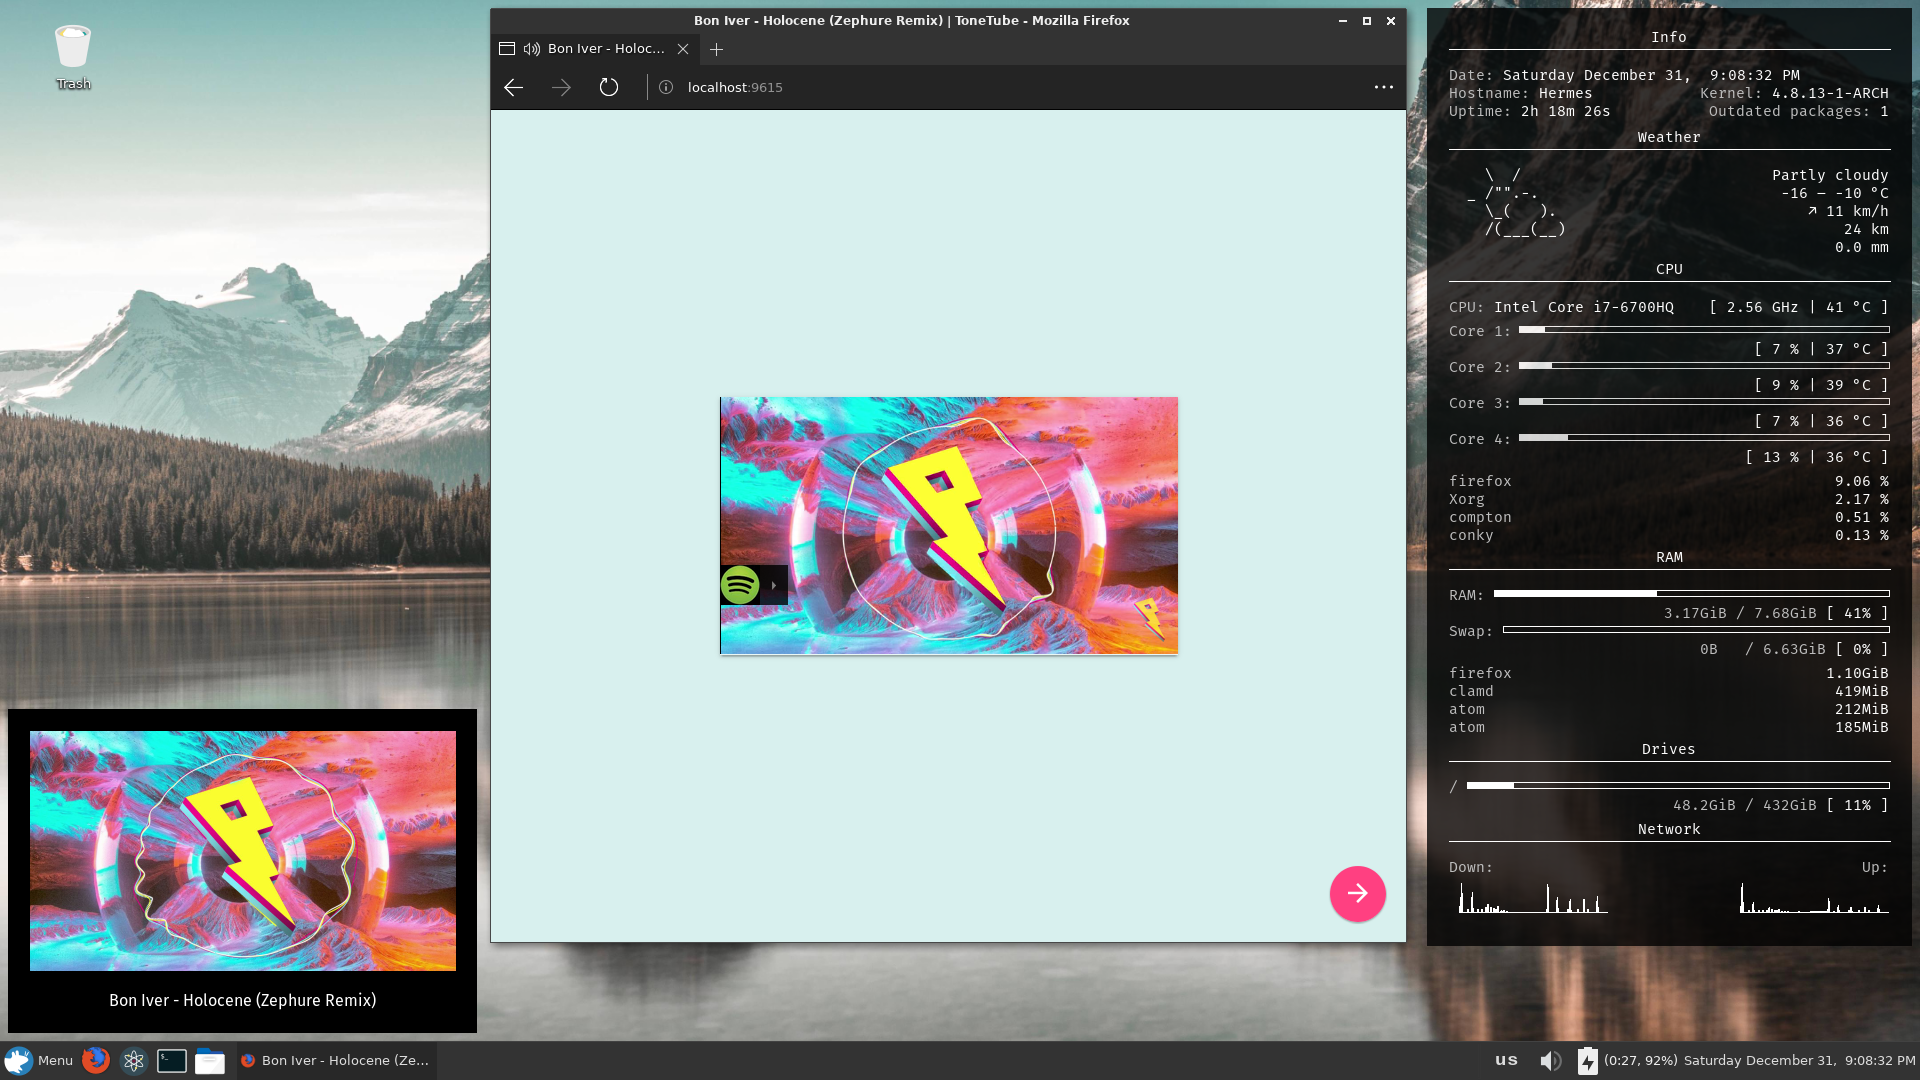 Trash
Bon Iver - Holocene (Zephure Remix) | ToneTube - Mozilla Firefox
Bon Iver - Holoc...
localhost:9615
Info
Date: Saturday December 31,  9:08:32 PM
Hostname: Hermes Kernel: 4.8.13-1-ARCH
Uptime: 2h 18m 26s Outdated packages: 1
Weather
Partly cloudy
-16 – -10 °C
↗ 11 km/h
24 km
0.0 mm
CPU
CPU: Intel Core i7-6700HQ [ 2.56 GHz | 41 °C ]
Core 1:
[ 7 % | 37 °C ]
Core 2:
[ 9 % | 39 °C ]
Core 3:
[ 7 % | 36 °C ]
Core 4:
[ 13 % | 36 °C ]
firefox 9.06 %
Xorg 2.17 %
compton 0.51 %
conky 0.13 %
RAM
RAM:
3.17GiB / 7.68GiB [ 41% ]
Swap:
0B / 6.63GiB [ 0% ]
firefox 1.10GiB
clamd 419MiB
atom 212MiB
atom 185MiB
Drives
/
48.2GiB / 432GiB [ 11% ]
Network
Down: Up:
Bon Iver - Holocene (Zephure Remix)
Menu
Bon Iver - Holocene (Ze...
us
(0:27, 92%)
Saturday December 31,  9:08:32 PM